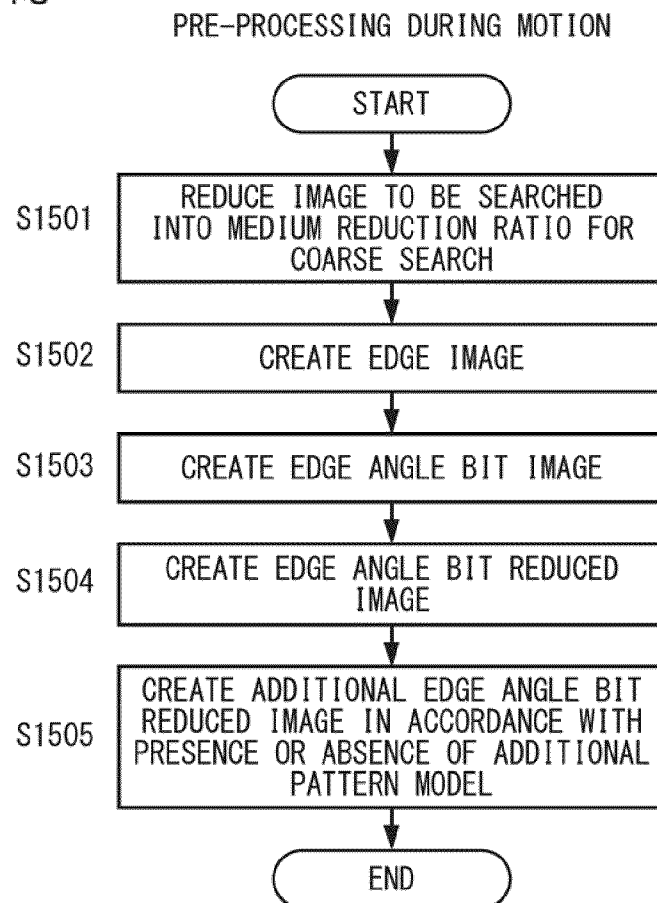 PRE-PROCESSING DURING MOTION
START
S1501
REDUCE IMAGE TO BE SEARCHED
INTO MEDIUM REDUCTION RATIO FOR
COARSE SEARCH
S1502
CREATE EDGE IMAGE
S1503
CREATE EDGE ANGLE BIT IMAGE
S1504
CREATE EDGE ANGLE BIT REDUCED
IMAGE
S1505
CREATE ADDITIONAL EDGE ANGLE BIT
REDUCED IMAGE IN ACCORDANCE WITH
PRESENCE OR ABSENCE OF ADDITIONAL
PATTERN MODEL
END